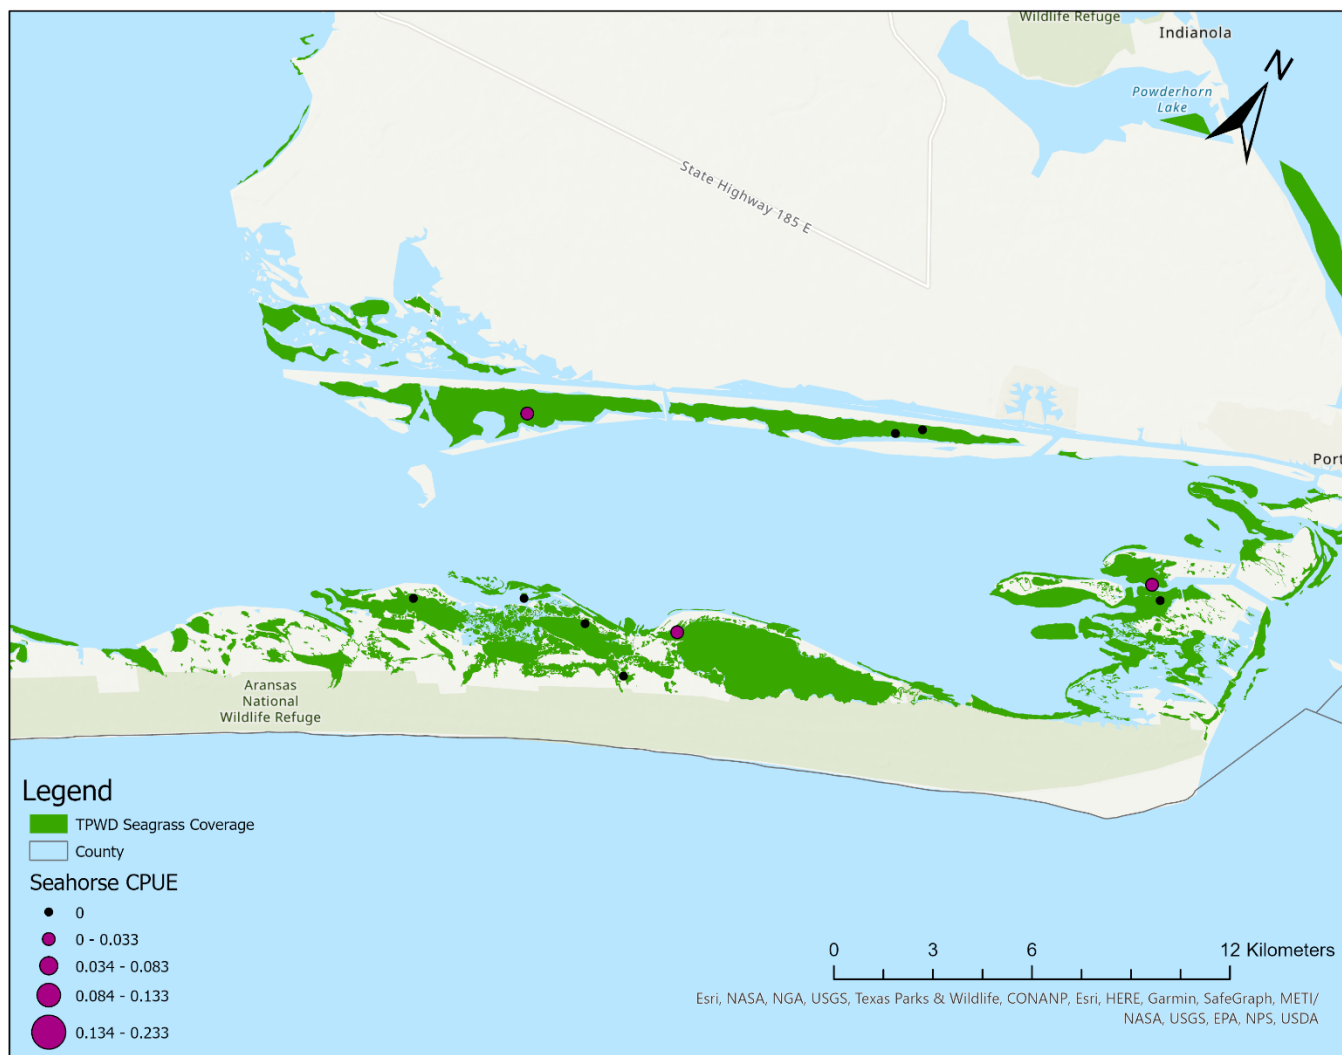 Wildlife Refuge
Indianola
N
Powderhorn
Lake
State Highway 185 E
Port
Aransas
National
Wildlife Refuge
Legend
TPWD Seagrass Coverage
County
Seahorse CPUE
0
0 - 0.033
0.034 - 0.083
0.084 - 0.133
0.134 - 0.233
0 3 6 12 Kilometers
Esri, NASA, NGA, USGS, Texas Parks & Wildlife, CONANP, Esri, HERE, Garmin, SafeGraph, METI/
NASA, USGS, EPA, NPS, USDA